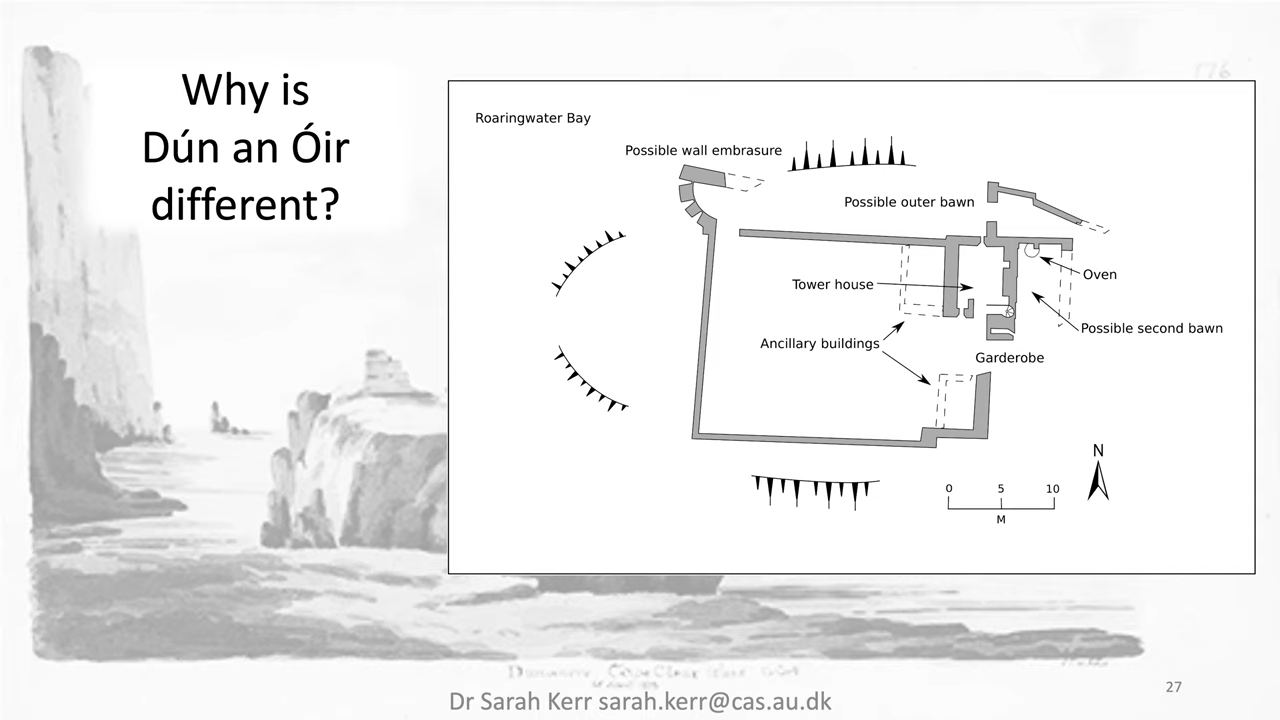 Why is
Dún an Óir
different?
Roaringwater Bay
Possible wall embrasure
Possible outer bawn
Oven
Tower house
Possible second bawn
Ancillary buildings
Garderobe
N
0 5 10
M
Dr Sarah Kerr sarah.kerr@cas.au.dk
27